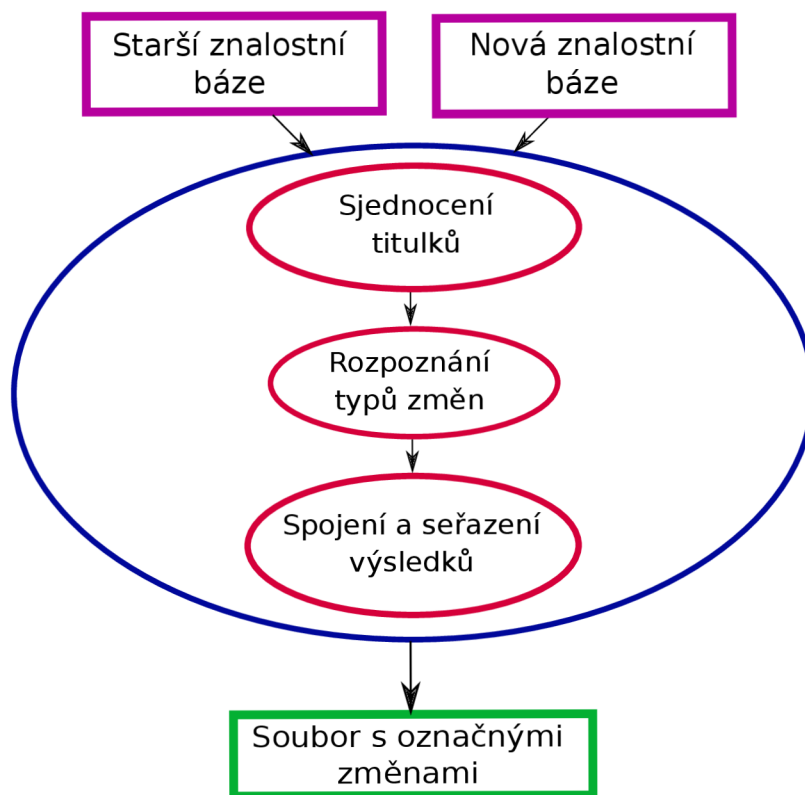 Starší znalostní
báze
Nová znalostní
báze
Sjednocení
titulků
Rozpoznání
typů změn
Spojení a seřazení
výsledků
Soubor s označnými
změnami